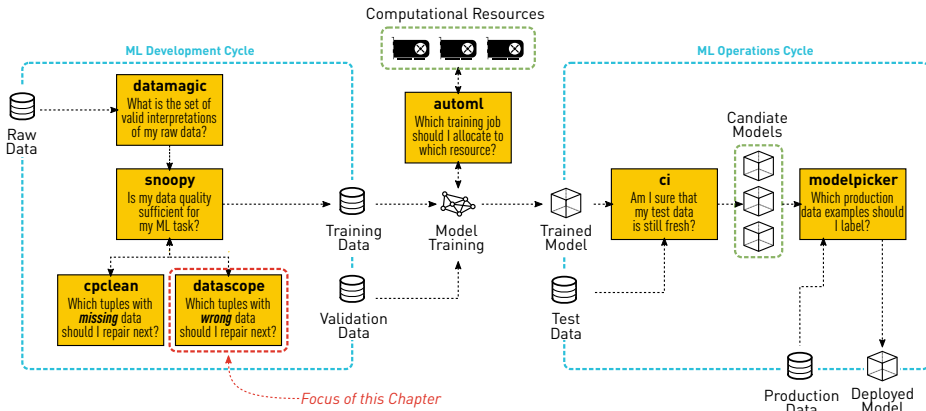 Computational Resources
ML Development Cycle
ML Operations Cycle
datamagic
What is the set of
valid interpretations
of my raw data?
Raw
Data
automl
Which training job
should I allocate to
which resource?
Candiate
Models
snoopy
Is my data quality
sufficient for
my ML task?
Training
Data
Model
Training
Trained
Model
ci
Am I sure that
my test data
is still fresh?
modelpicker
Which production
data examples should
I label?
cpclean
Which tuples with
missing data
should I repair next?
datascope
Which tuples with
wrong data
should I repair next?
Validation
Data
Test
Data
Focus of this Chapter
Production
Data
Deployed
Model